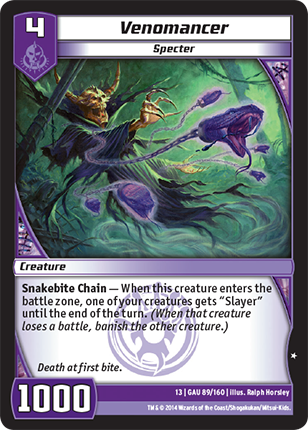 4
Venomancer
Specter
Creature
Snakebite Chain — When this creature enters the
battle zone, one of your creatures gets “Slayer”
until the end of the turn. (When that creature
loses a battle, banish the other creature.)
Death at first bite.
1000
13 | GAU 89/160 | illus. Ralph Horsley
TM & © 2014 Wizards of the Coast/Shogakukan/Mitsui-Kids.